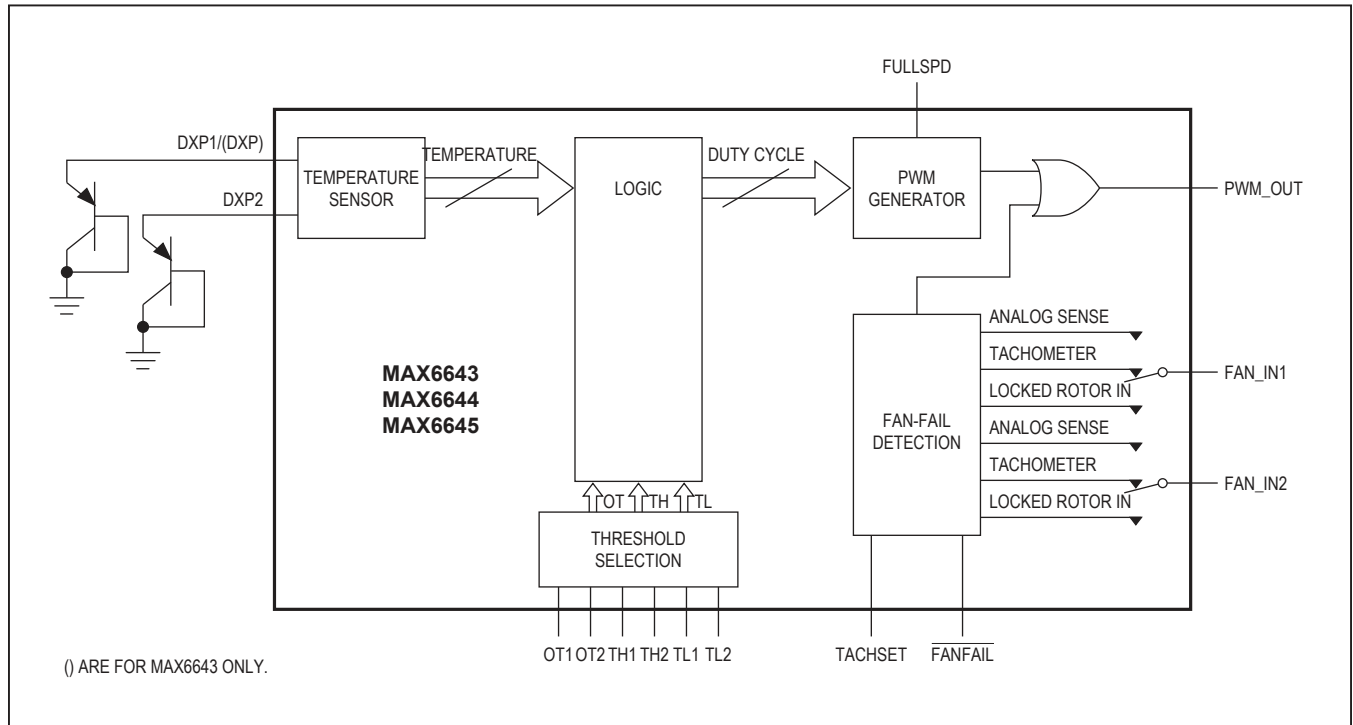 FULLSPD
DXP1/(DXP)
TEMPERATURE
SENSOR
TEMPERATURE
LOGIC
DUTY CYCLE
PWM
GENERATOR
PWM_OUT
DXP2
ANALOG SENSE
TACHOMETER
FAN_IN1
LOCKED ROTOR IN
FAN-FAIL
DETECTION
ANALOG SENSE
TACHOMETER
FAN_IN2
LOCKED ROTOR IN
MAX6643
MAX6644
MAX6645
OT
TH
TL
THRESHOLD
SELECTION
OT1 OT2 TH1 TH2 TL1 TL2
TACHSET
FANFAIL
() ARE FOR MAX6643 ONLY.